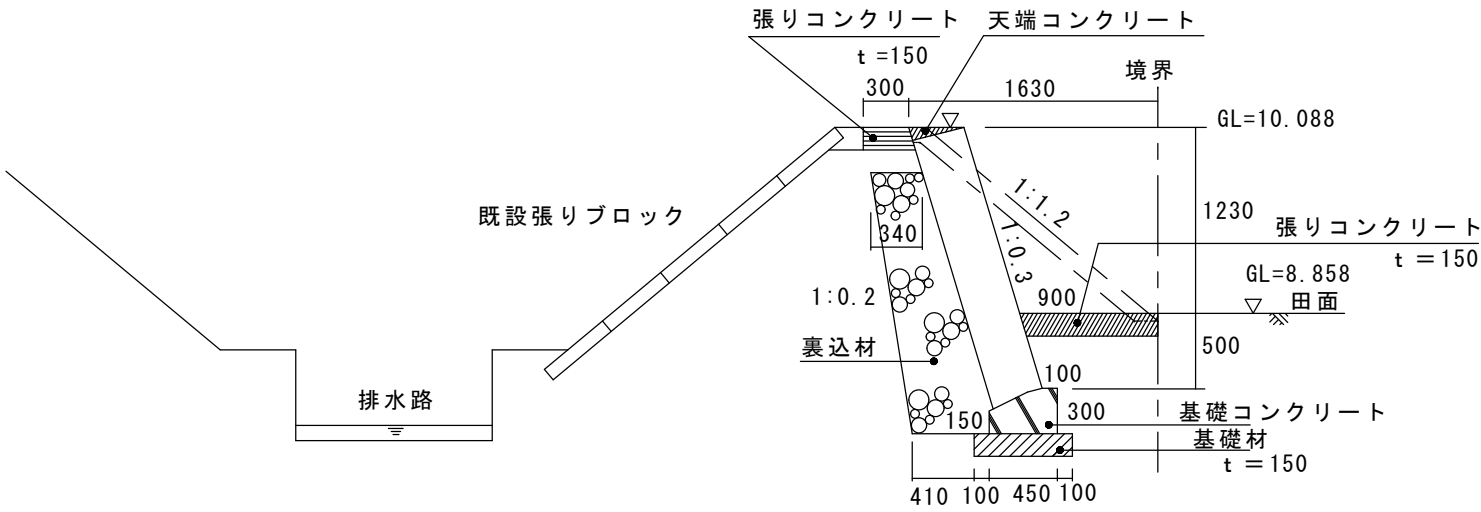 張りコンクリート
天端コンクリート
t =150
境界
300
1630
GL=10.088
1:1.2
1230
既設張りブロック
張りコンクリート
t =150
340
1:0.3
GL=8.858
1:0.2
900
田面
裏込材
500
100
排水路
150
300
基礎コンクリート
基礎材
t =150
410 100 450 100